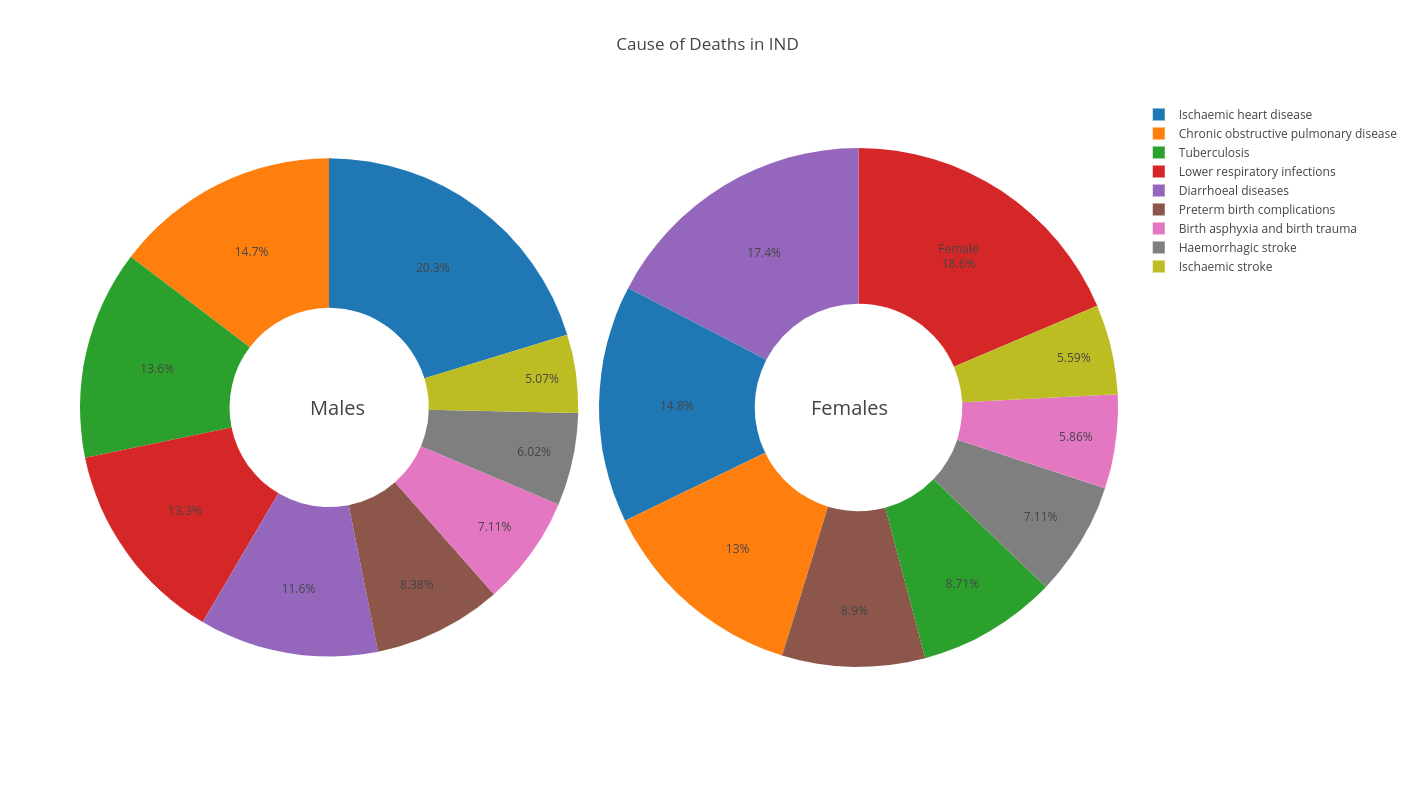 Cause of Deaths in IND
Ischaemic heart disease
Chronic obstructive pulmonary disease
Tuberculosis
Lower respiratory infections
Diarrhoeal diseases
Preterm birth complications
Birth asphyxia and birth trauma
Haemorrhagic stroke
Ischaemic stroke
Males
20.3%
5.07%
6.02%
7.11%
8.38%
11.6%
13.3%
13.6%
14.7%
Females
Female
18.6%
5.59%
5.86%
7.11%
8.71%
8.9%
13%
14.8%
17.4%